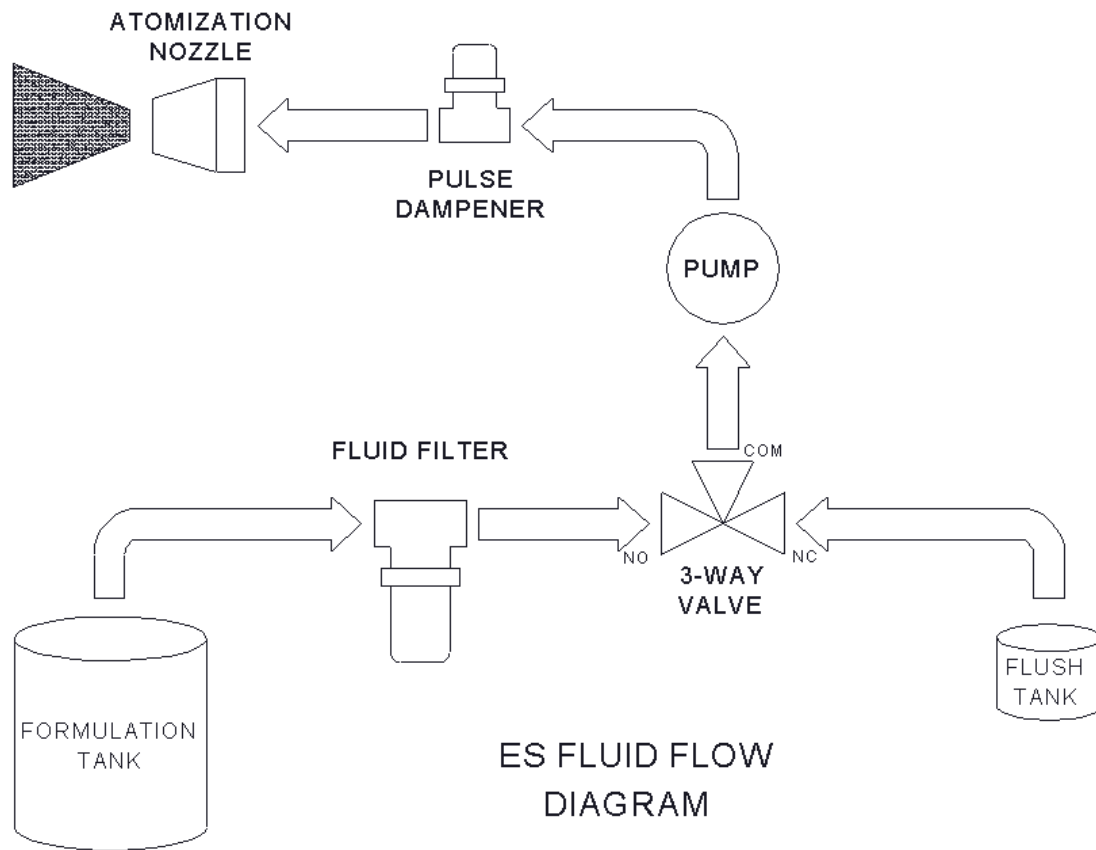 ATOMIZATION
NOZZLE
PULSE
DAMPENER
PUMP
COM
FLUID FILTER
NO
NC
3-WAY
VALVE
FORMULATION
TANK
FLUSH
TANK
ES FLUID FLOW
DIAGRAM